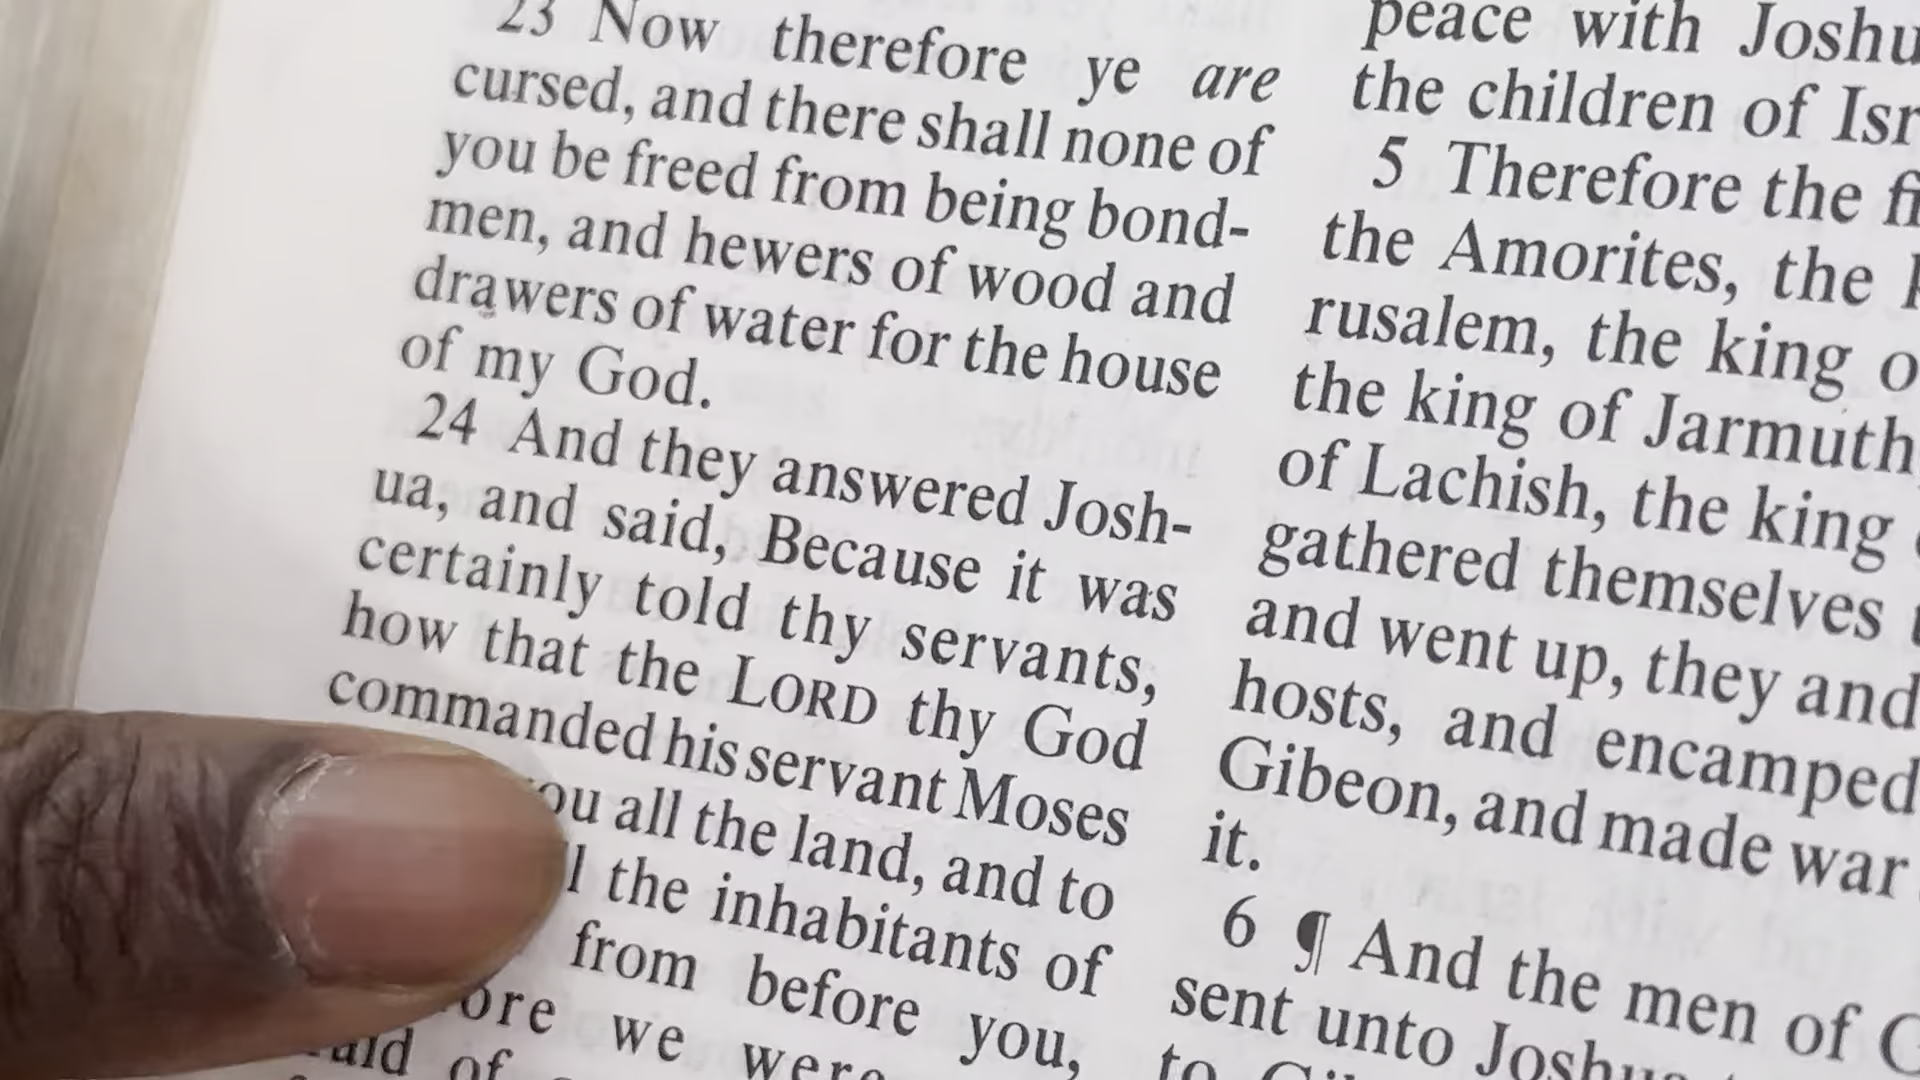 23 Now therefore ye are
cursed, and there shall none of
you be freed from being bond-
men, and hewers of wood and
drawers of water for the house
of my God.
24 And they answered Josh-
ua, and said, Because it was
certainly told thy servants,
how that the LORD thy God
commanded his servant Moses
all the land, and to
the inhabitants of
from before you,
we were
of
peace with
the children of
5 Therefore the
the Amorites, the
rusalem, the king
the king of Jarmuth,
of Lachish, the king
gathered themselves
and went up, they and
hosts, and encamped
Gibeon, and made war
it.
6 ¶ And the men of
sent unto Joshua
to